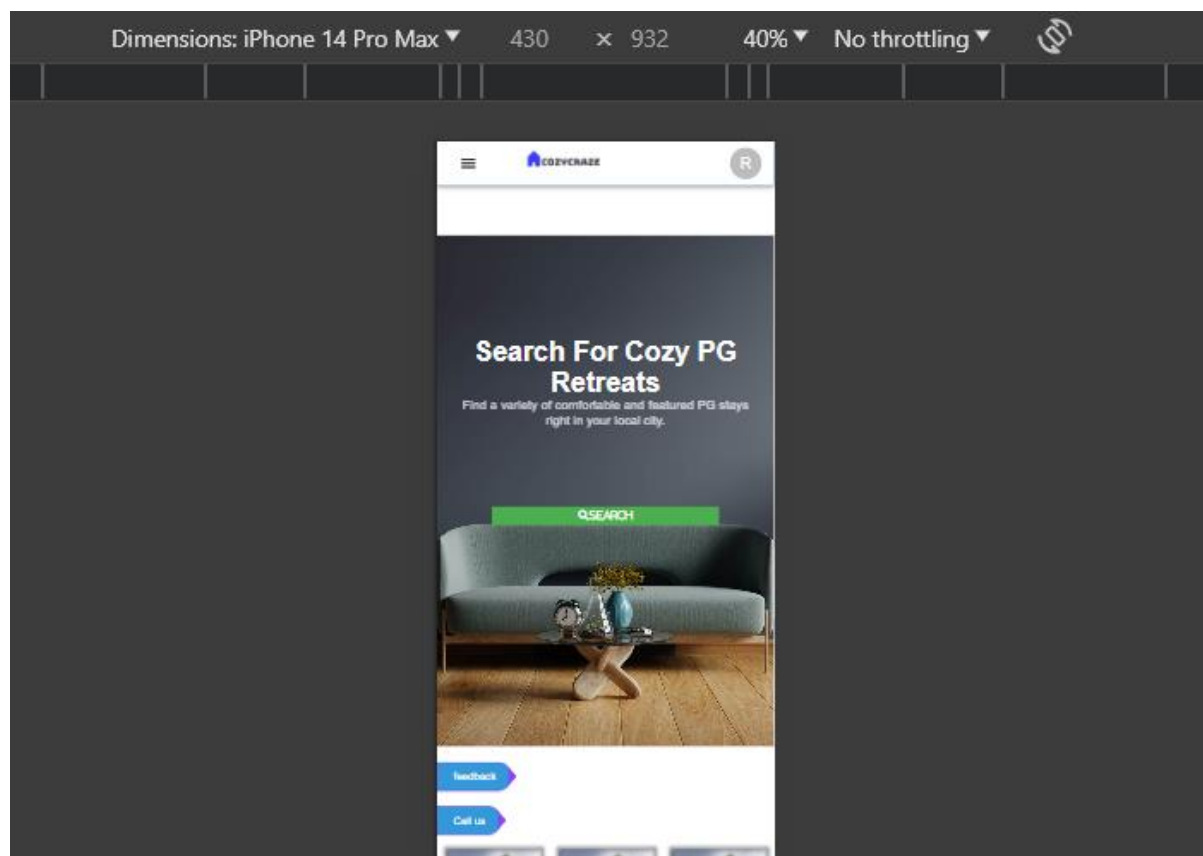 Dimensions: iPhone 14 Pro Max 430 × 932 40% No throttling
COZYCRAZE R
Search For Cozy PG
Retreats
Find a variety of comfortable and featured PG stays
right in your local city.
SEARCH
feedback
Call us